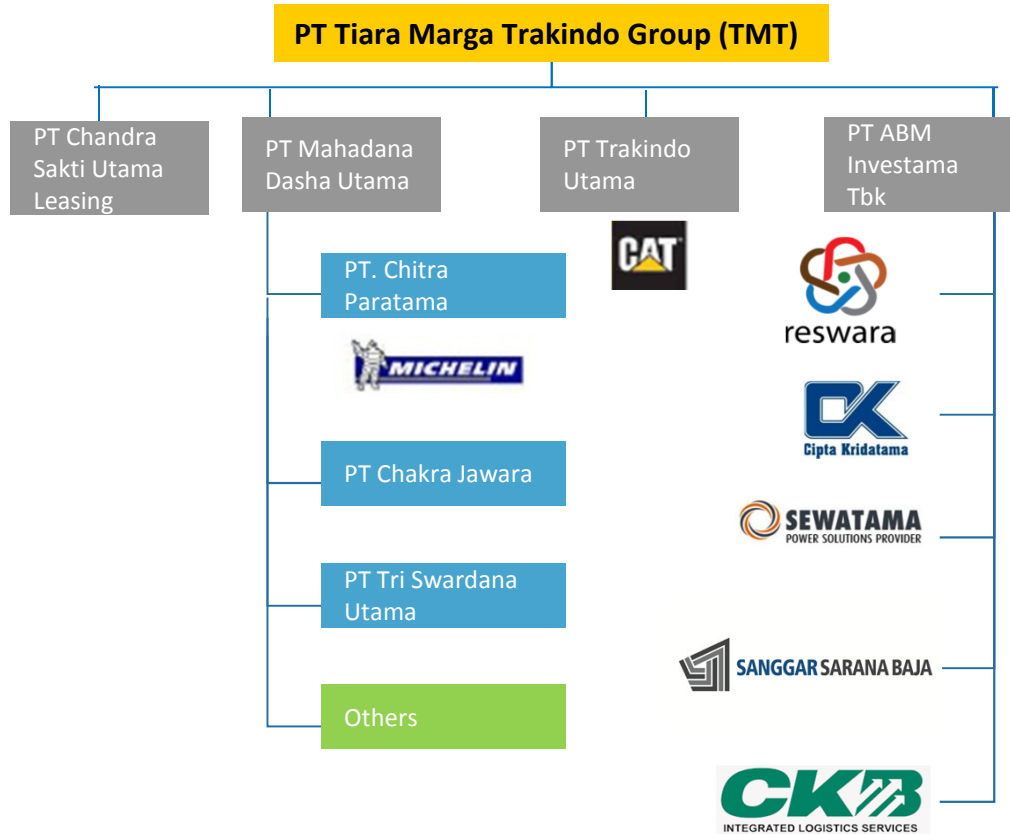 PT Tiara Marga Trakindo Group (TMT)
PT Chandra
Sakti Utama
Leasing
PT Mahadana
Dasha Utama
PT Trakindo
Utama
PT ABM
Investama
Tbk
PT. Chitra
Paratama
MICHELIN
PT Chakra Jawara
PT Tri Swardana
Utama
Others
CAT
reswara
CK
Cipta Kridatama
SEWATAMA
POWER SOLUTIONS PROVIDER
SANGGAR SARANA BAJA
CKB
INTEGRATED LOGISTICS SERVICES